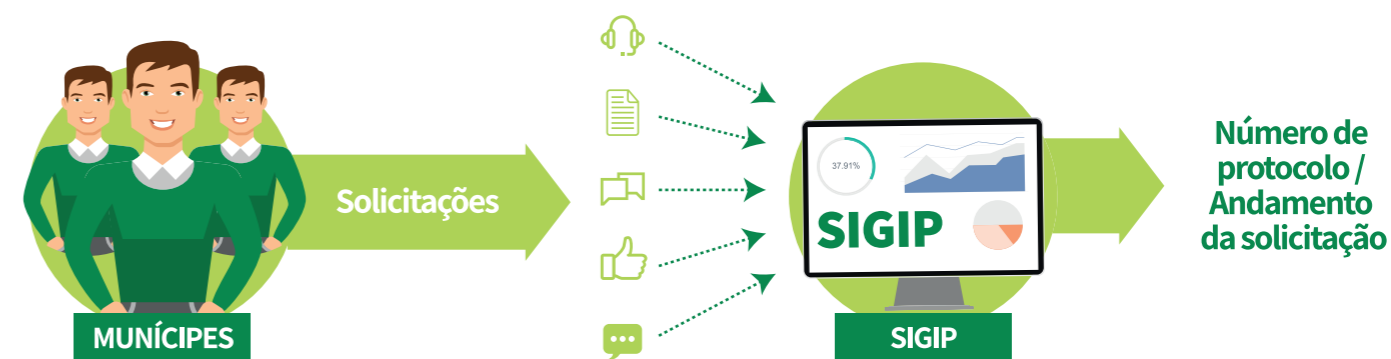 MUNÍCIPES
Solicitações
37.91%
SIGIP
SIGIP
Número de
protocolo /
Andamento
da solicitação